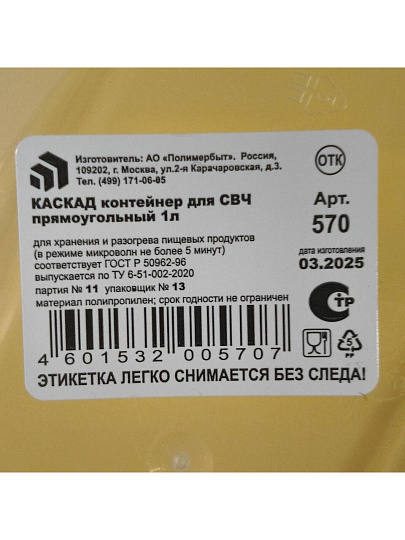 Изготовитель: АО «Полимербыт». Россия,
109202, г. Москва, ул.2-я Карачаровская, д.3.
Тел. (499) 171-06-05
ОТК
КАСКАД контейнер для СВЧ
прямоугольный 1л
Арт.
570
для хранения и разогрева пищевых продуктов
(в режиме микроволн не более 5 минут)
соответствует ГОСТ Р 50962-96
выпускается по ТУ 6-51-002-2020
дата изготовления
03.2025
партия № 11 упаковщик № 13
материал полипропилен; срок годности не ограничен
СТР
4 601532 005707
5
PP
ЭТИКЕТКА ЛЕГКО СНИМАЕТСЯ БЕЗ СЛЕДА!